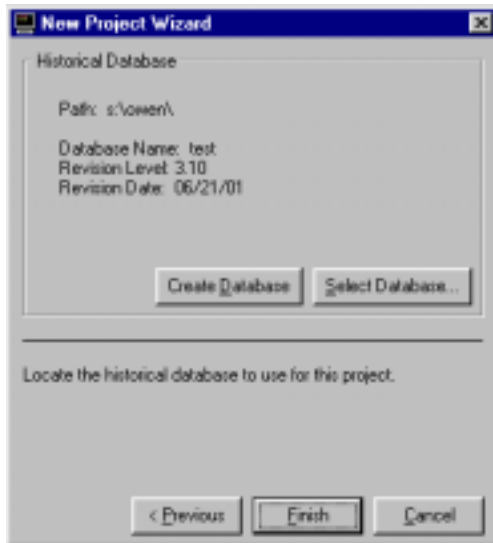 New Project Wizard
Historical Database
Path: s:\owen\
Database Name: test
Revision Level: 3.10
Revision Date: 06/21/01
Create Database
Select Database...
Locate the historical database to use for this project.
< Previous
Finish
Cancel